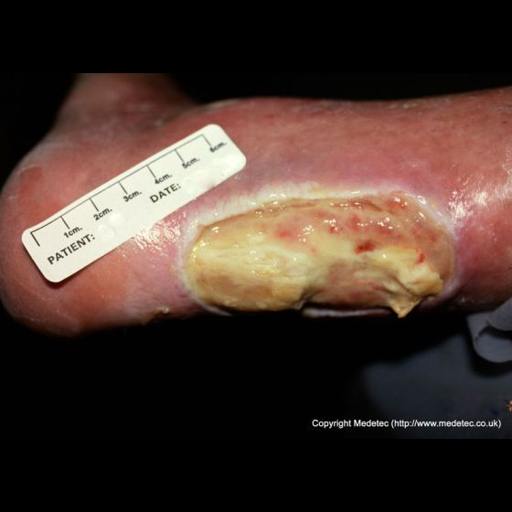 1cm. 2cm. 3cm. 4cm. 5cm. 6cm.
PATIENT: DATE:
Copyright Medetec (http://www.medetec.co.uk)